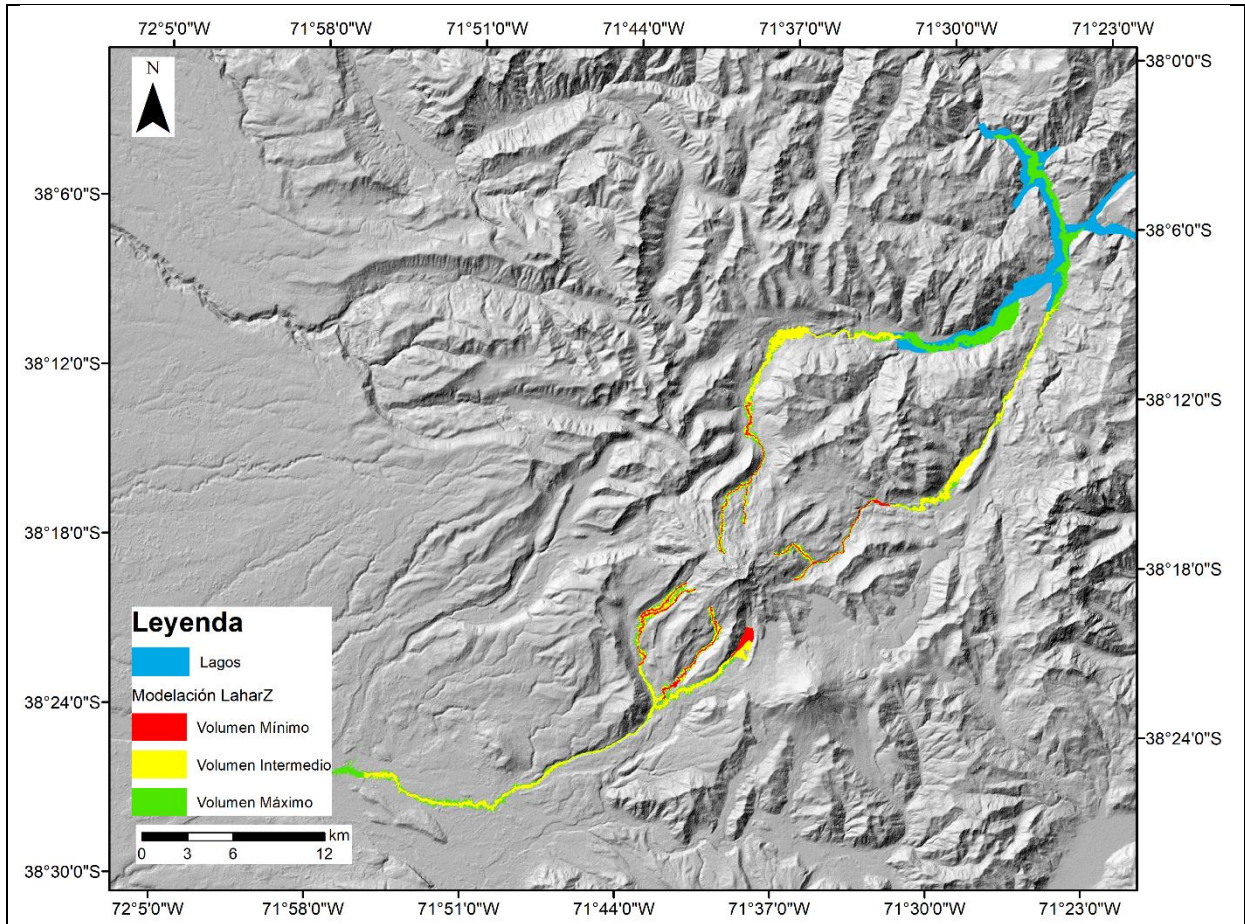 72°5'0"W 71°58'0"W 71°51'0"W 71°44'0"W 71°37'0"W 71°30'0"W 71°23'0"W
N
38°0'0"S
38°6'0"S
38°6'0"S
38°12'0"S
38°12'0"S
38°18'0"S
38°18'0"S
Leyenda
Lagos
Modelación LaharZ
Volumen Mínimo
Volumen Intermedio
Volumen Máximo
km
0 3 6 12
38°24'0"S
38°24'0"S
38°30'0"S
72°5'0"W 71°58'0"W 71°51'0"W 71°44'0"W 71°37'0"W 71°30'0"W 71°23'0"W